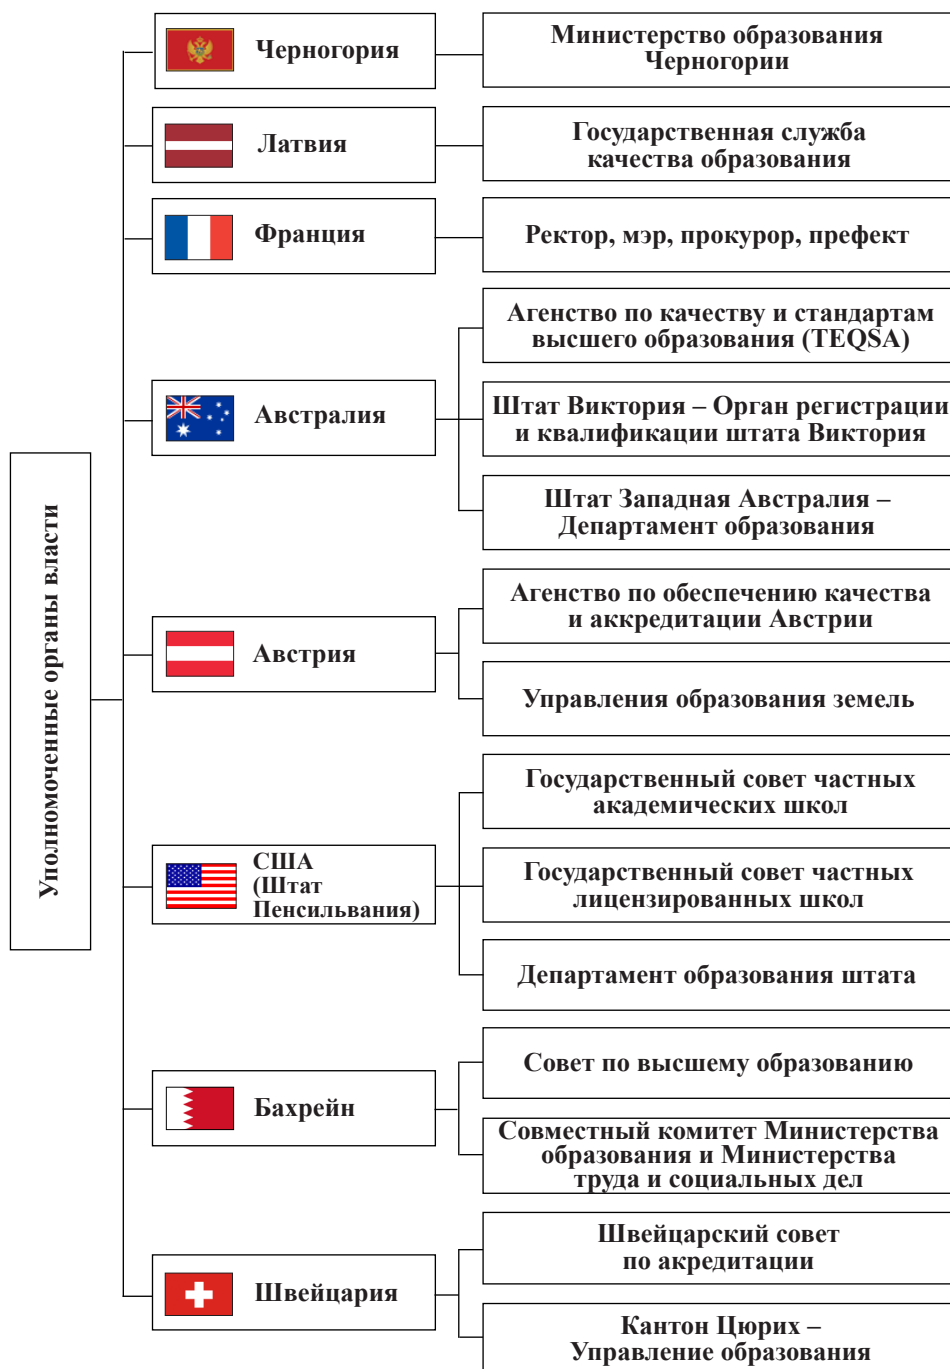 Уполномоченные органы власти
Черногория
Министерство образования
Черногории
Латвия
Государственная служба
качества образования
Франция
Ректор, мэр, прокурор, префект
Австралия
Агенство по качеству и стандартам
высшего образования (TEQSA)
Штат Виктория – Орган регистрации
и квалификации штата Виктория
Штат Западная Австралия –
Департамент образования
Австрия
Агенство по обеспечению качества
и аккредитации Австрии
Управления образования земель
США
(Штат
Пенсильвания)
Государственный совет частных
академических школ
Государственный совет частных
лицензированных школ
Департамент образования штата
Бахрейн
Совет по высшему образованию
Совместный комитет Министерства
образования и Министерства
труда и социальных дел
Швейцария
Швейцарский совет
по акредитации
Кантон Цюрих –
Управление образования